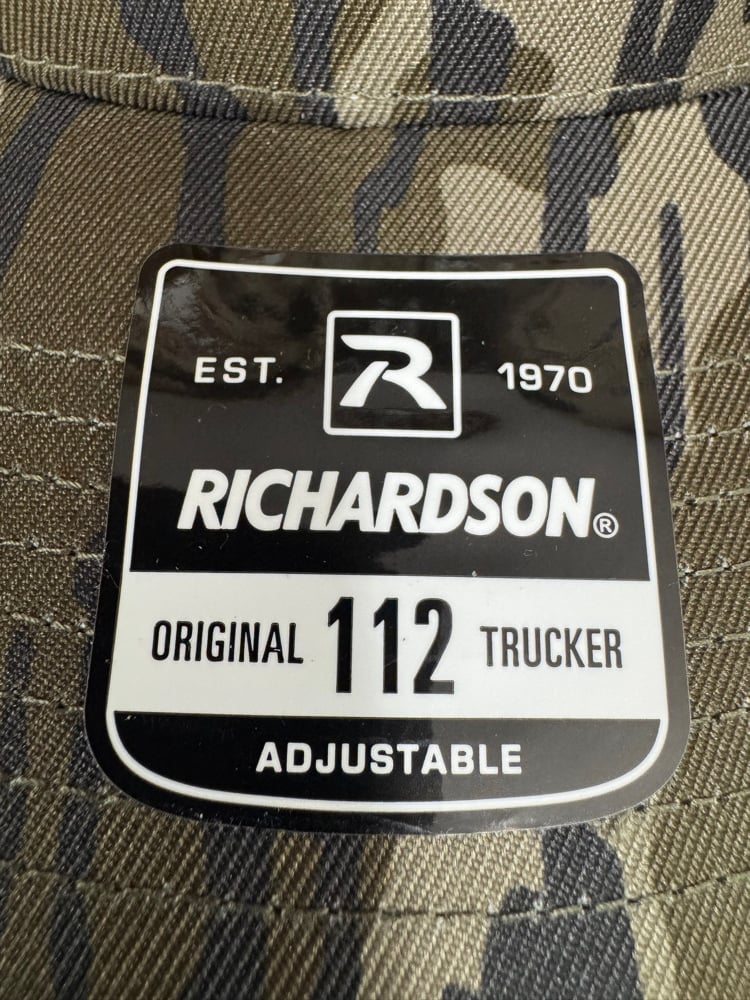 EST. R 1970
RICHARDSON®
ORIGINAL 112 TRUCKER
ADJUSTABLE